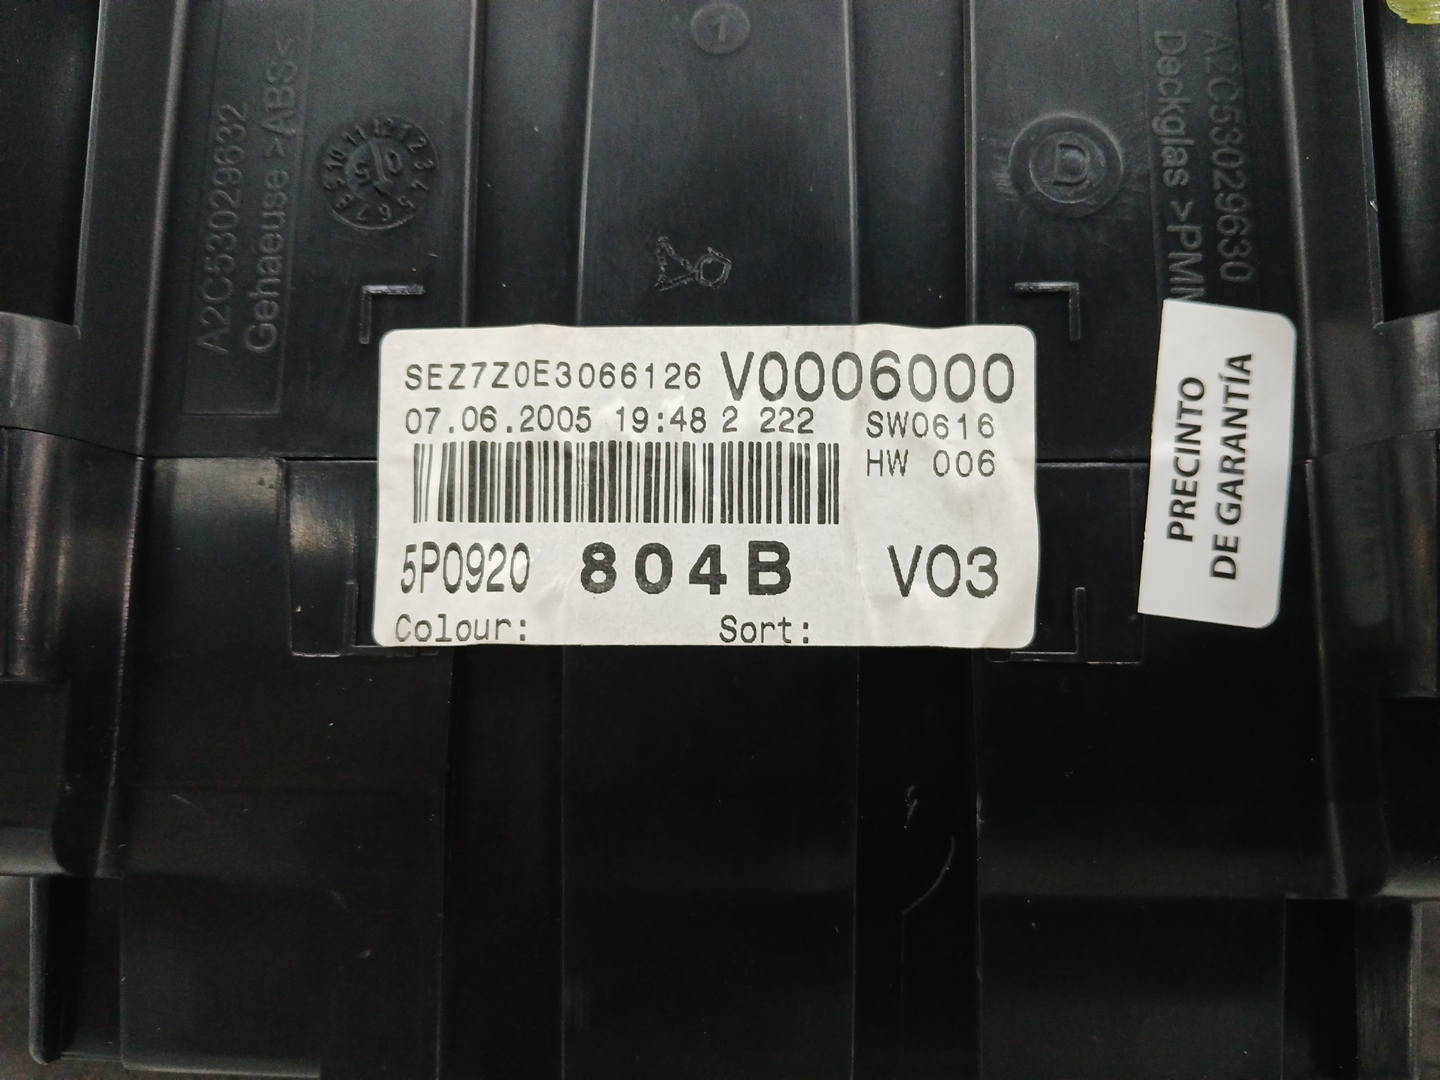 A2C53029632
Gehaeuse >ABS<
1
D
A2C53029630
Deckglas >PMM
SEZ7Z0E3066126 V0006000
07.06.2005 19:48 2 222 SW0616
HW 006
5P0920 804B V03
Colour: Sort:
PRECINTO
DE GARANTÍA